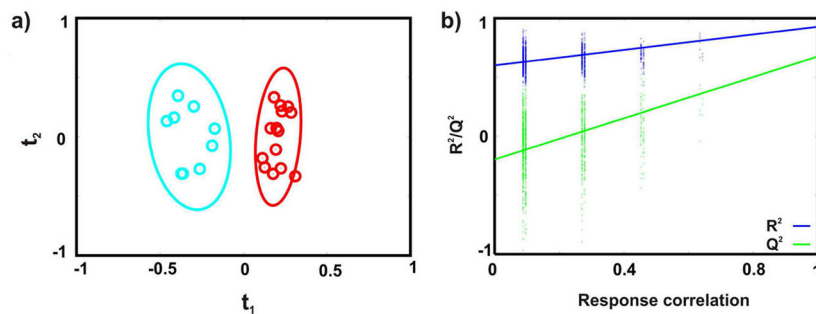 a)
1
0
-1
t₂
-1
-0.5
0
0.5
1
t₁
b)
1
0
-1
R²/Q²
0
0.4
0.8
1
Response correlation
R²
Q²